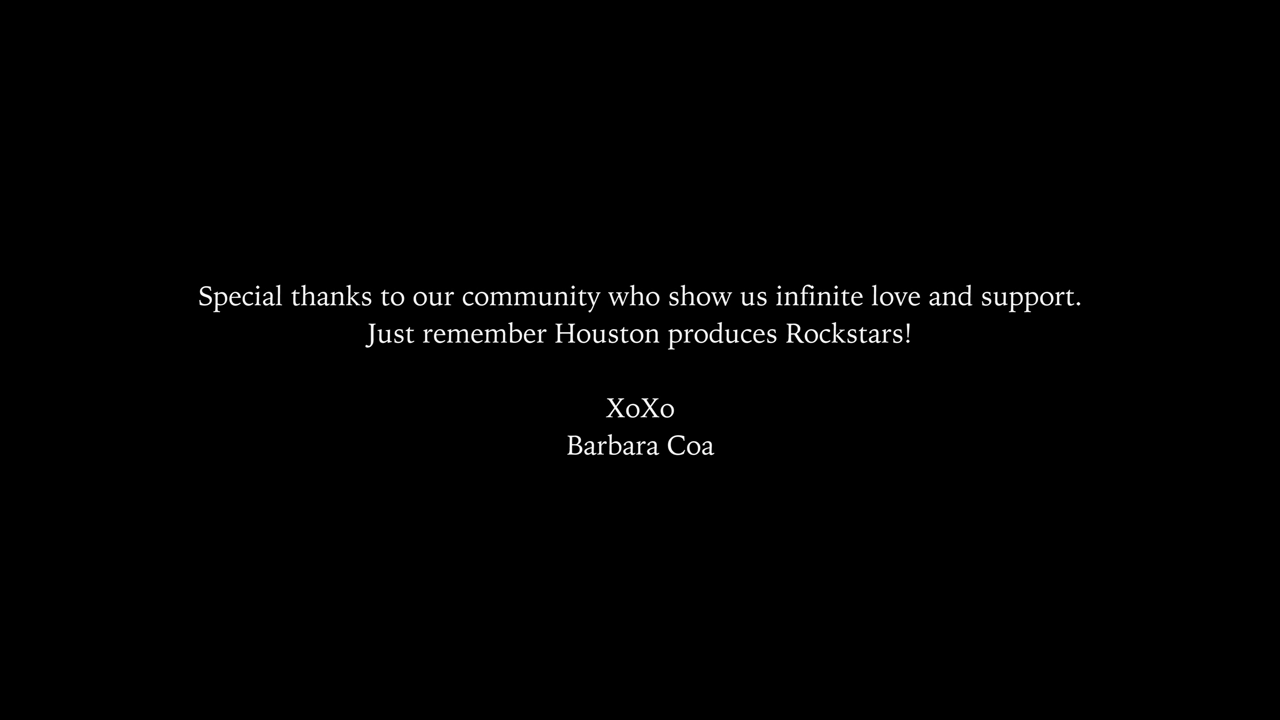 Special thanks to our community who show us infinite love and support.
Just remember Houston produces Rockstars!
XoXo
Barbara Coa